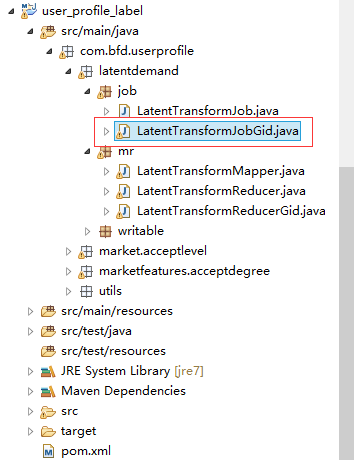 user_profile_label
src/main/java
com.bfd.userprofile
latentdemand
job
LatentTransformJob.java
LatentTransformJobGid.java
mr
LatentTransformMapper.java
LatentTransformReducer.java
LatentTransformReducerGid.java
writable
market.acceptlevel
marketfeatures.acceptdegree
utils
src/main/resources
src/test/java
src/test/resources
JRE System Library [jre7]
Maven Dependencies
src
target
pom.xml